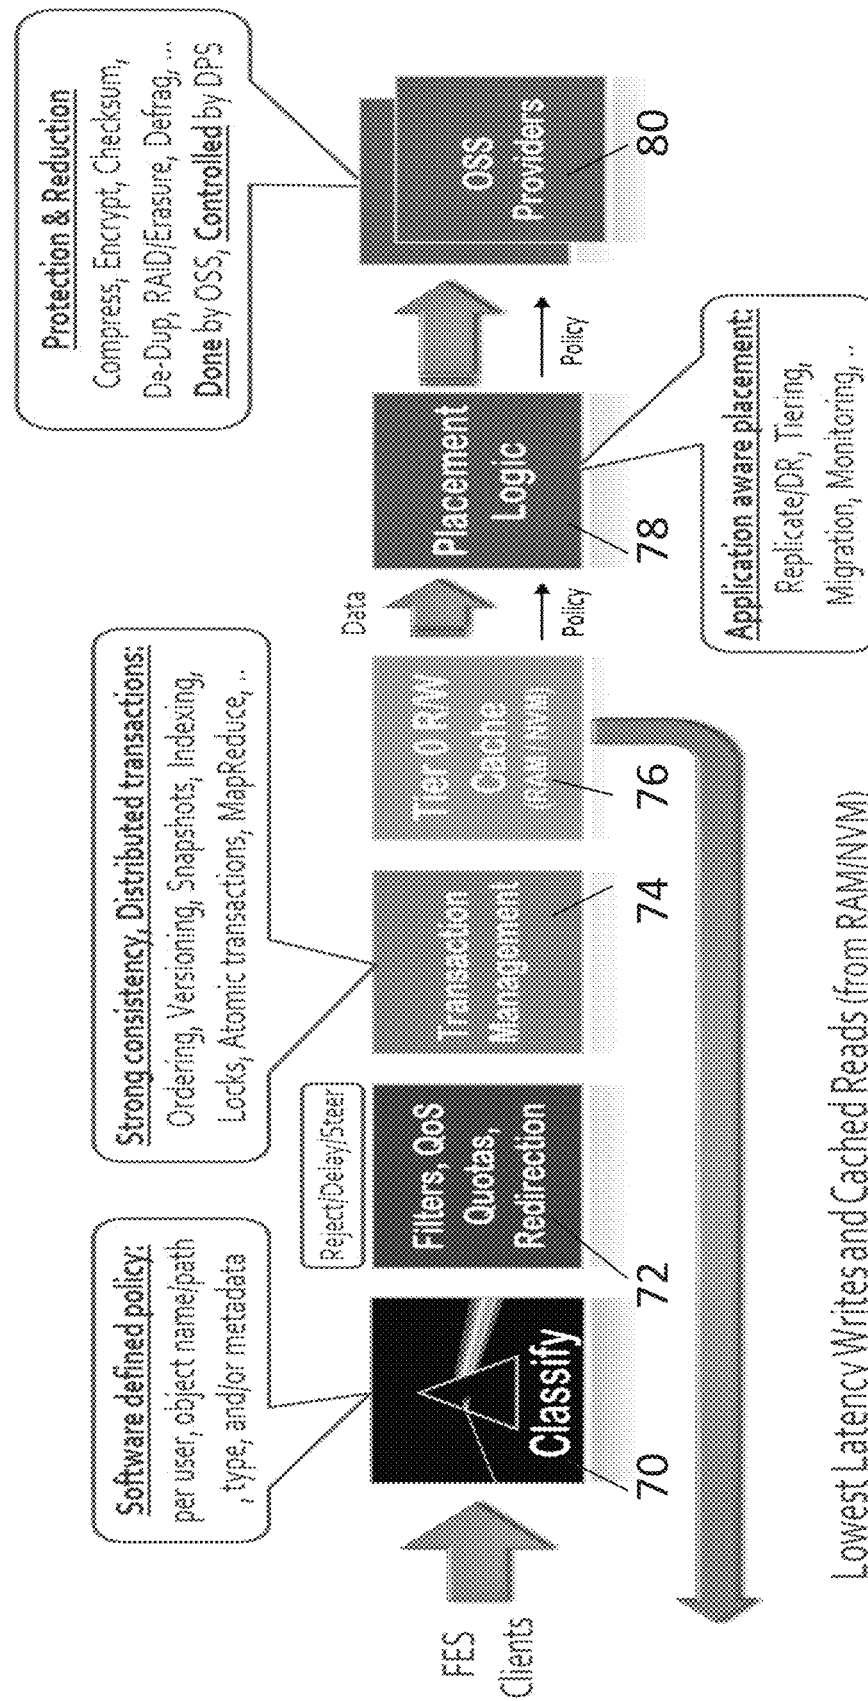 Software defined policy:
per user, object name/path
, type, and/or metadata
Strong consistency, Distributed transactions:
Ordering, Versioning, Snapshots, Indexing,
Locks, Atomic transactions, MapReduce, ..
Protection & Reduction
Compress, Encrypt, Checksum,
De-Dup, RAID/Erasure, Defrag, ...
Done by OSS, Controlled by DPS
Reject/Delay/Steer
FES
Clients
Classify
70
Filters, QoS
Quotas,
Redirection
72
Transaction
Management
74
Tier 0 R/W
Cache
(RAM/NVM)
76
Data
Policy
Placement
Logic
78
Policy
OSS
Providers
80
Application aware placement:
Replicate/DR, Tiering,
Migration, Monitoring, ..
Lowest Latency Writes and Cached Reads (from RAM/NVM)